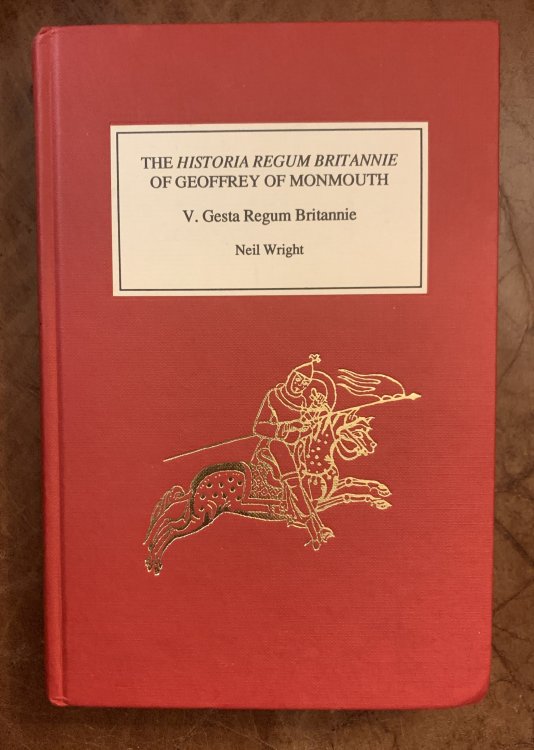 THE HISTORIA REGUM BRITANNIE
OF GEOFFREY OF MONMOUTH
V. Gesta Regum Britannie
Neil Wright